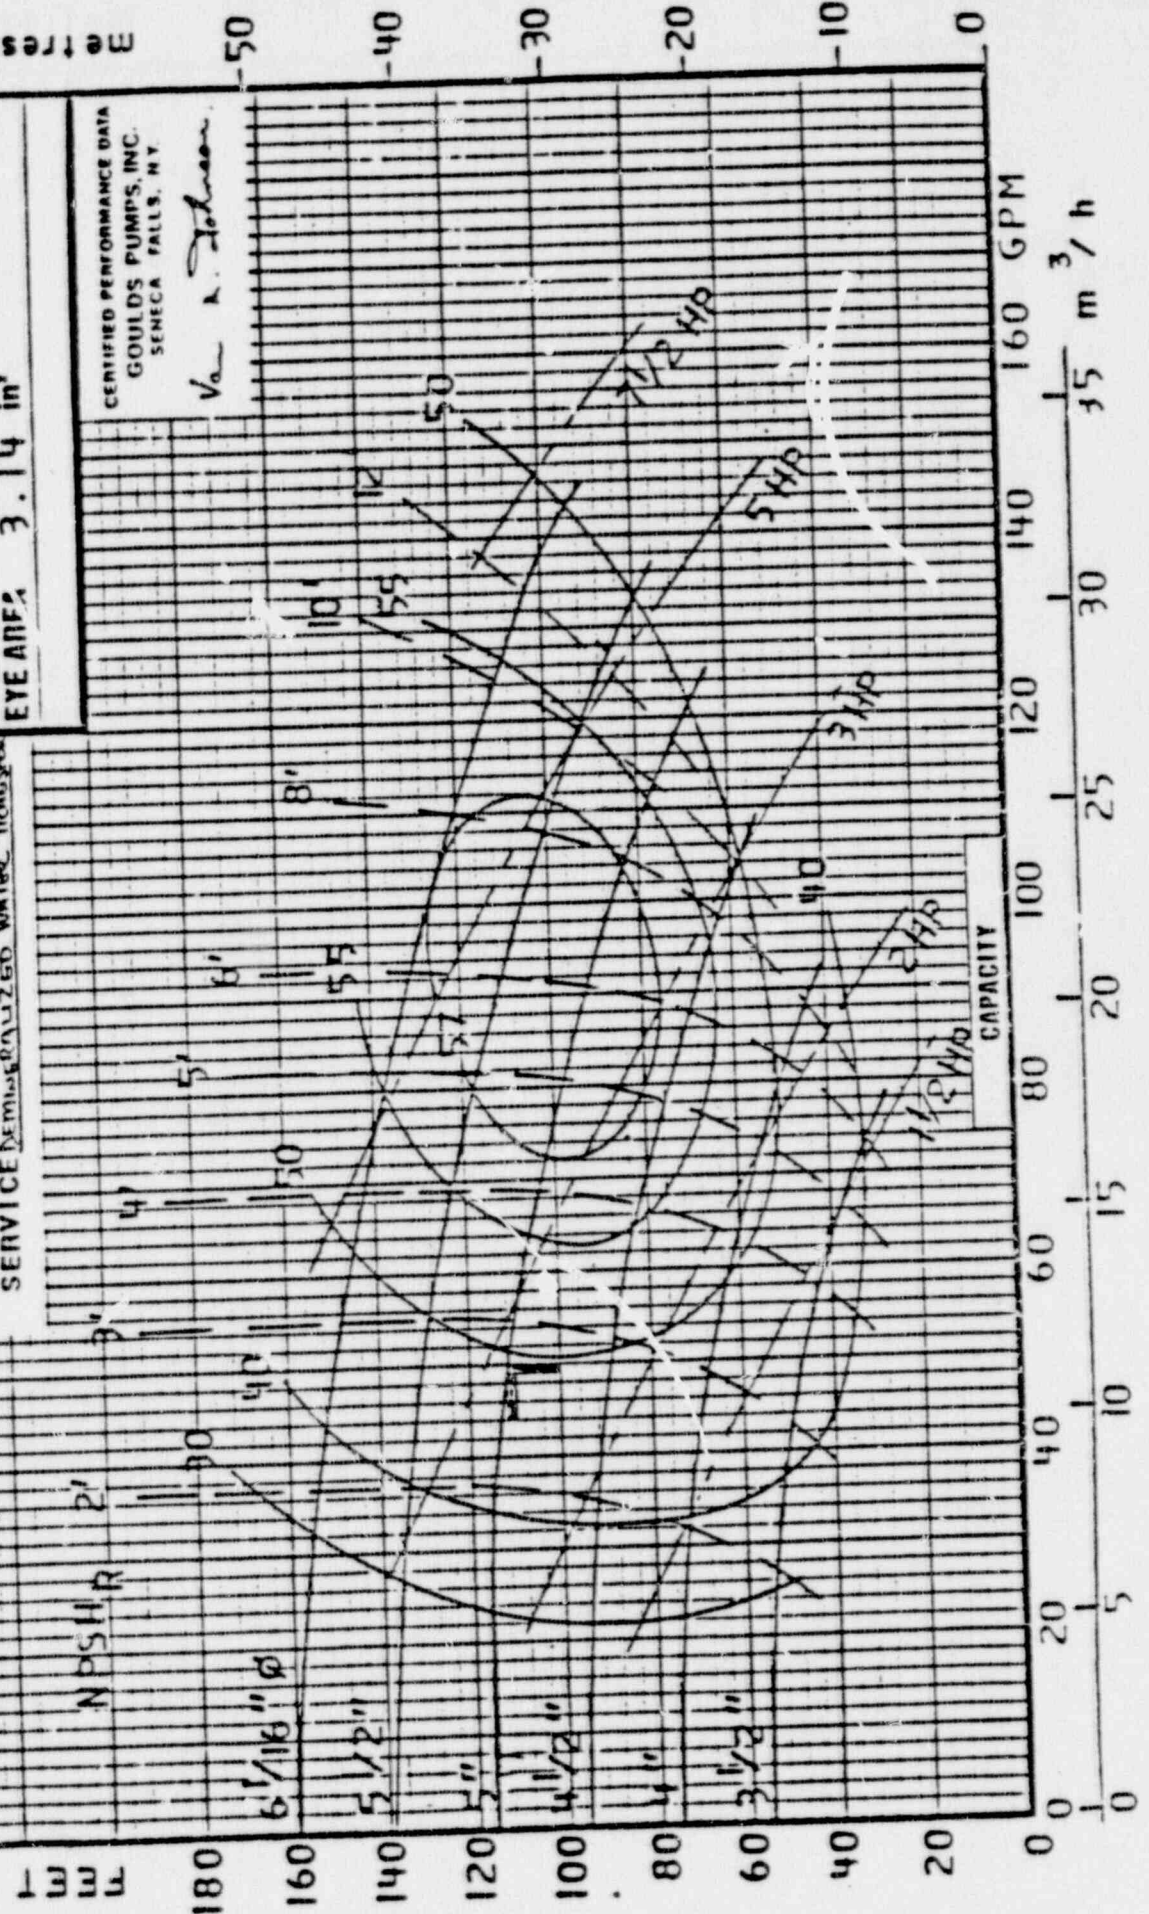 EYE AREA 3.14 in²
SERVICE DEMINERALIZED WATER
CERTIFIED PERFORMANCE DATA
GOULDS PUMPS, INC.
SENECA FALLS, N Y
FEET
Metres
NPSHR 2' 3' 4' 5' 6' 8' 10' 12
30 40 50 55 57 55 50 40
6 1/16" Ø
5 1/2"
5"
4 1/2"
4"
3 1/2"
7 1/2 HP
5 HP
3 HP
2 HP
1 1/2 HP
180
160
140
120
100
80
60
40
20
0
50
40
30
20
10
0
CAPACITY
0 20 40 60 80 100 120 140 160 GPM
0 5 10 15 20 25 30 35 m³/h